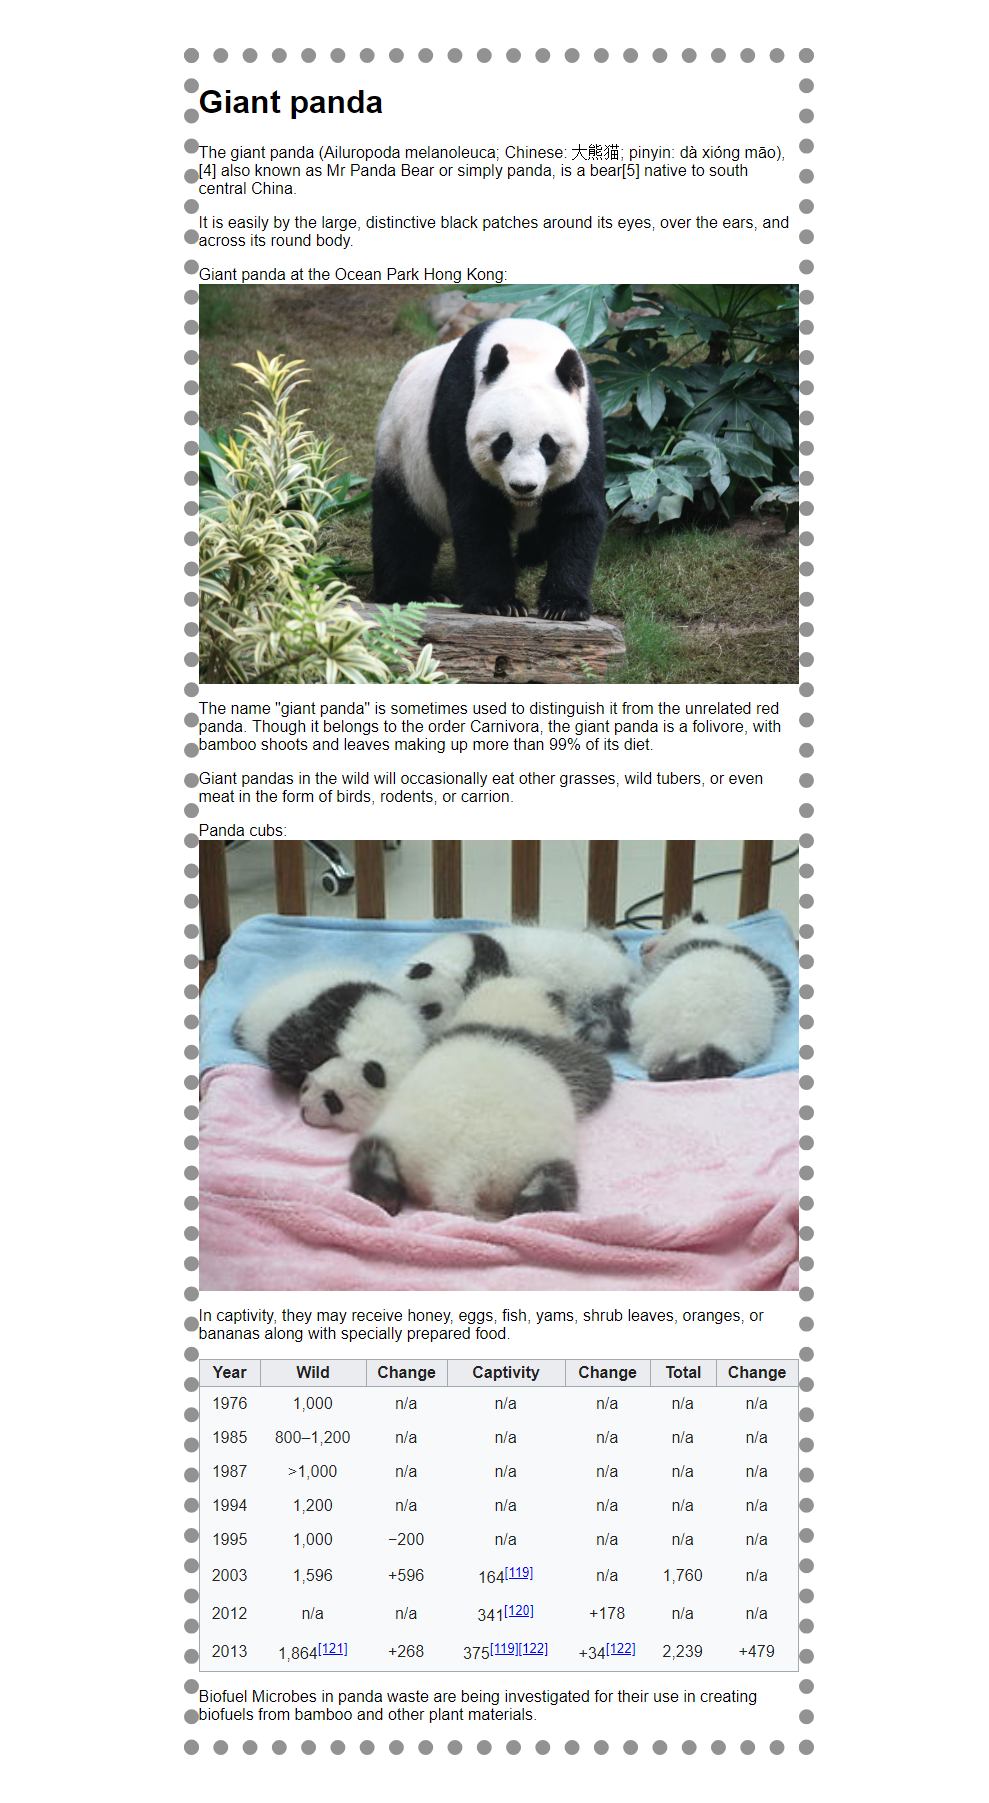 Giant panda
The giant panda (Ailuropoda melanoleuca; Chinese: 大熊猫; pinyin: dà xióng māo),
[4] also known as Mr Panda Bear or simply panda, is a bear[5] native to south
central China.
It is easily by the large, distinctive black patches around its eyes, over the ears, and
across its round body.
Giant panda at the Ocean Park Hong Kong:
The name "giant panda" is sometimes used to distinguish it from the unrelated red
panda. Though it belongs to the order Carnivora, the giant panda is a folivore, with
bamboo shoots and leaves making up more than 99% of its diet.
Giant pandas in the wild will occasionally eat other grasses, wild tubers, or even
meat in the form of birds, rodents, or carrion.
Panda cubs:
In captivity, they may receive honey, eggs, fish, yams, shrub leaves, oranges, or
bananas along with specially prepared food.
Year Wild Change Captivity Change Total Change
1976 1,000 n/a n/a n/a n/a n/a
1985 800–1,200 n/a n/a n/a n/a n/a
1987 >1,000 n/a n/a n/a n/a n/a
1994 1,200 n/a n/a n/a n/a n/a
1995 1,000 −200 n/a n/a n/a n/a
2003 1,596 +596 164[119] n/a 1,760 n/a
2012 n/a n/a 341[120] +178 n/a n/a
2013 1,864[121] +268 375[119][122] +34[122] 2,239 +479
Biofuel Microbes in panda waste are being investigated for their use in creating
biofuels from bamboo and other plant materials.